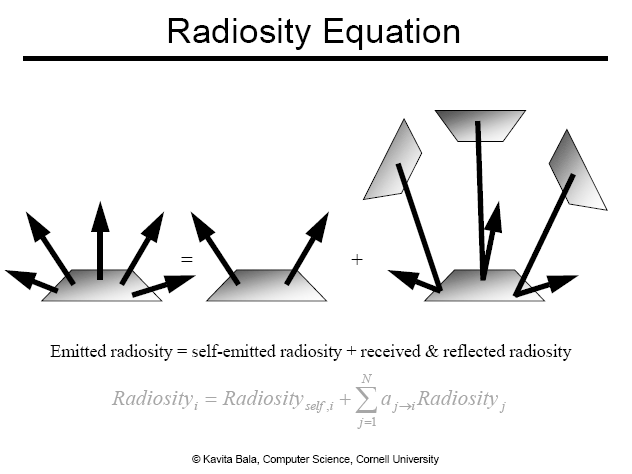 Radiosity Equation
= +
Emitted radiosity = self-emitted radiosity + received & reflected radiosity
Radiosity_i = Radiosity_{self,i} + \sum_{j=1}^{N} a_{j→i} Radiosity_j
© Kavita Bala, Computer Science, Cornell University